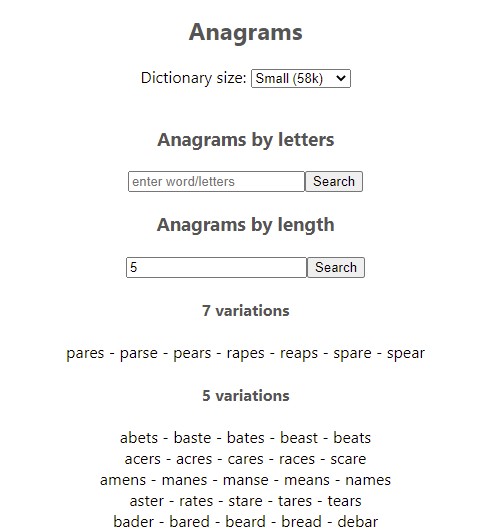 Anagrams
Dictionary size: Small (58k)
Anagrams by letters
enter word/letters Search
Anagrams by length
5 Search
7 variations
pares - parse - pears - rapes - reaps - spare - spear
5 variations
abets - baste - bates - beast - beats
acers - acres - cares - races - scare
amens - manes - manse - means - names
aster - rates - stare - tares - tears
bader - bared - beard - bread - debar